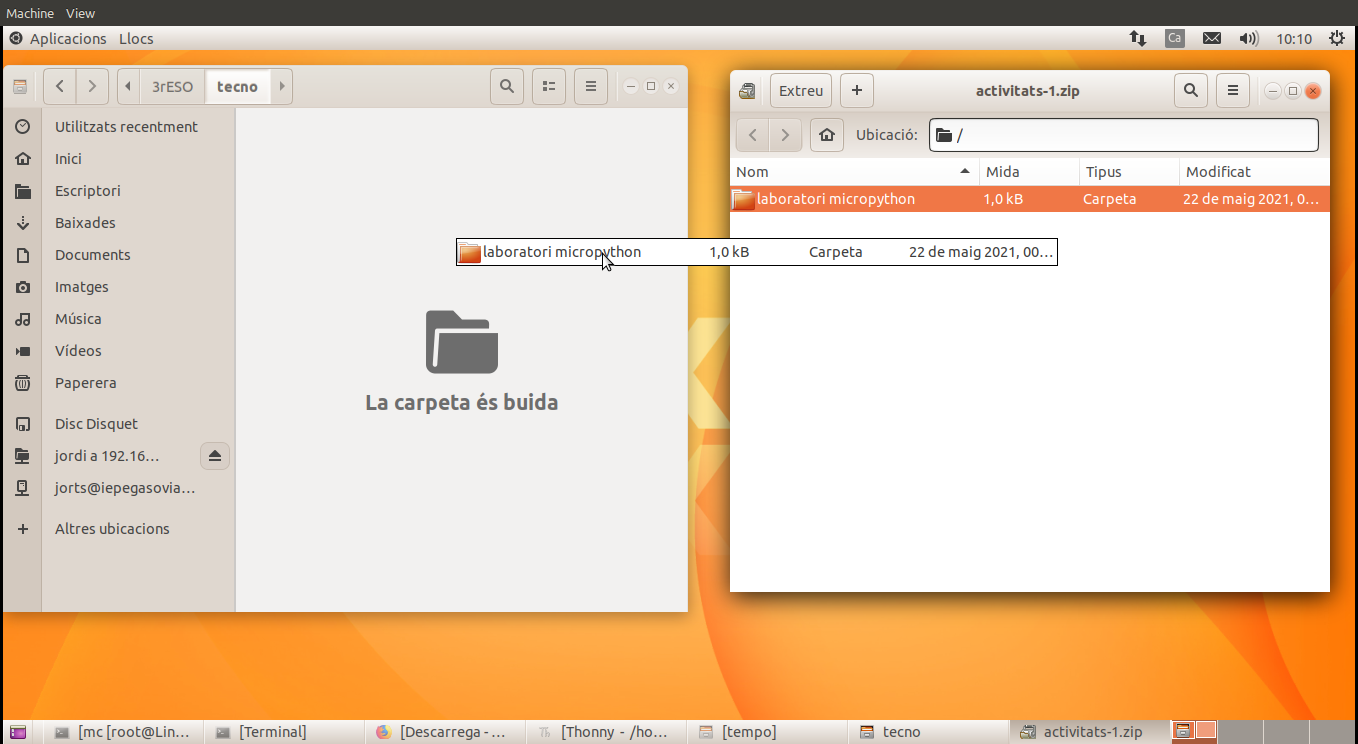 Machine View
Aplicacions Llocs Ca 10:10
3rESO tecno
Utilitzats recentment
Inici
Escriptori
Baixades
Documents
Imatges
Música
Vídeos
Paperera
Disc Disquet
jordi a 192.16…
jorts@iepegasovia…
Altres ubicacions
La carpeta és buida
Extreu activitats-1.zip
Ubicació: /
Nom Mida Tipus Modificat
laboratori micropython 1,0 kB Carpeta 22 de maig 2021, 0…
laboratori micropython 1,0 kB Carpeta 22 de maig 2021, 00…
[mc [root@Lin… [Terminal] [Descarrega -… [Thonny - /ho… [tempo] tecno activitats-1.zip